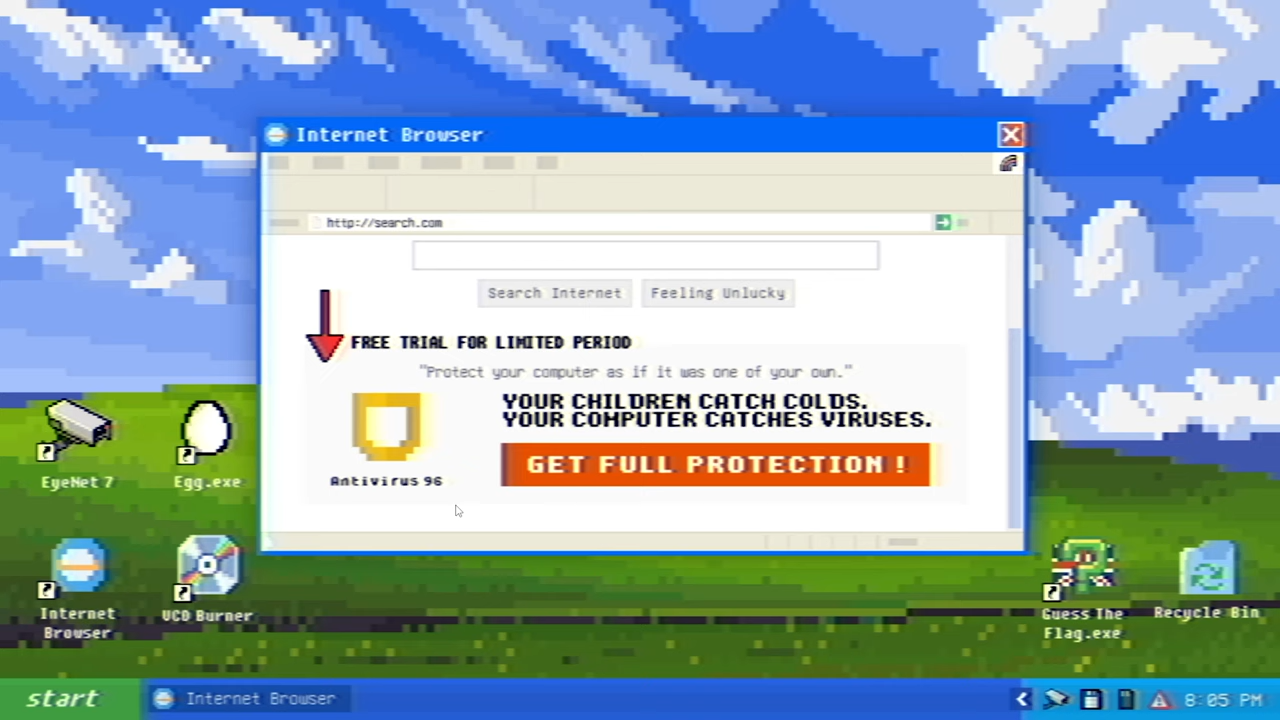 Internet Browser
http://search.com
Search Internet
Feeling Unlucky
FREE TRIAL FOR LIMITED PERIOD
"Protect your computer as if it was one of your own."
YOUR CHILDREN CATCH COLDS.
YOUR COMPUTER CATCHES VIRUSES.
GET FULL PROTECTION !
Antivirus 96
EyeNet 7
Egg.exe
Internet
Browser
VCD Burner
Guess The
Flag.exe
Recycle Bin
start
Internet Browser
8:05 PM